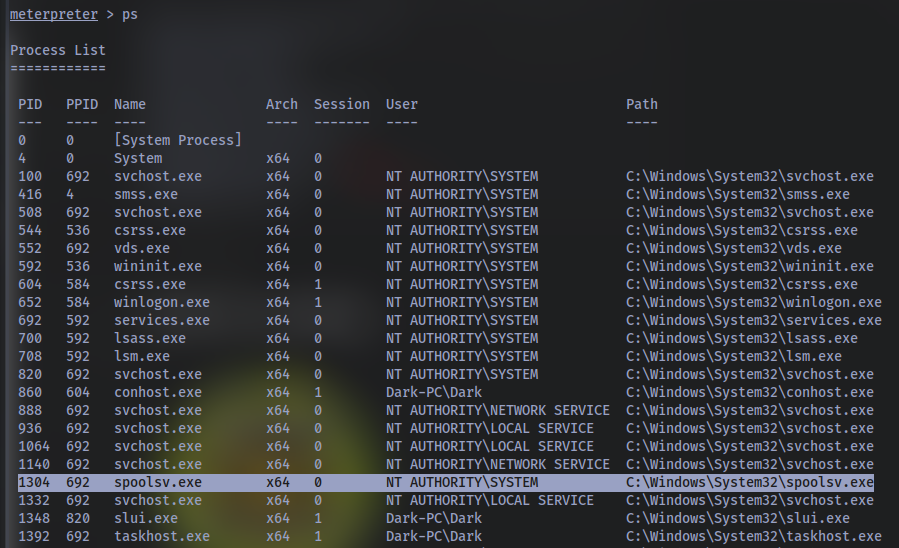 meterpreter > ps
Process List
============
PID PPID Name Arch Session User Path
--- ---- ---- ---- ------- ---- ----
0 0 [System Process]
4 0 System x64 0
100 692 svchost.exe x64 0 NT AUTHORITY\SYSTEM C:\Windows\System32\svchost.exe
416 4 smss.exe x64 0 NT AUTHORITY\SYSTEM C:\Windows\System32\smss.exe
508 692 svchost.exe x64 0 NT AUTHORITY\SYSTEM C:\Windows\System32\svchost.exe
544 536 csrss.exe x64 0 NT AUTHORITY\SYSTEM C:\Windows\System32\csrss.exe
552 692 vds.exe x64 0 NT AUTHORITY\SYSTEM C:\Windows\System32\vds.exe
592 536 wininit.exe x64 0 NT AUTHORITY\SYSTEM C:\Windows\System32\wininit.exe
604 584 csrss.exe x64 1 NT AUTHORITY\SYSTEM C:\Windows\System32\csrss.exe
652 584 winlogon.exe x64 1 NT AUTHORITY\SYSTEM C:\Windows\System32\winlogon.exe
692 592 services.exe x64 0 NT AUTHORITY\SYSTEM C:\Windows\System32\services.exe
700 592 lsass.exe x64 0 NT AUTHORITY\SYSTEM C:\Windows\System32\lsass.exe
708 592 lsm.exe x64 0 NT AUTHORITY\SYSTEM C:\Windows\System32\lsm.exe
820 692 svchost.exe x64 0 NT AUTHORITY\SYSTEM C:\Windows\System32\svchost.exe
860 604 conhost.exe x64 1 Dark-PC\Dark C:\Windows\System32\conhost.exe
888 692 svchost.exe x64 0 NT AUTHORITY\NETWORK SERVICE C:\Windows\System32\svchost.exe
936 692 svchost.exe x64 0 NT AUTHORITY\LOCAL SERVICE C:\Windows\System32\svchost.exe
1064 692 svchost.exe x64 0 NT AUTHORITY\LOCAL SERVICE C:\Windows\System32\svchost.exe
1140 692 svchost.exe x64 0 NT AUTHORITY\NETWORK SERVICE C:\Windows\System32\svchost.exe
1304 692 spoolsv.exe x64 0 NT AUTHORITY\SYSTEM C:\Windows\System32\spoolsv.exe
1332 692 svchost.exe x64 0 NT AUTHORITY\LOCAL SERVICE C:\Windows\System32\svchost.exe
1348 820 slui.exe x64 1 Dark-PC\Dark C:\Windows\System32\slui.exe
1392 692 taskhost.exe x64 1 Dark-PC\Dark C:\Windows\System32\taskhost.exe